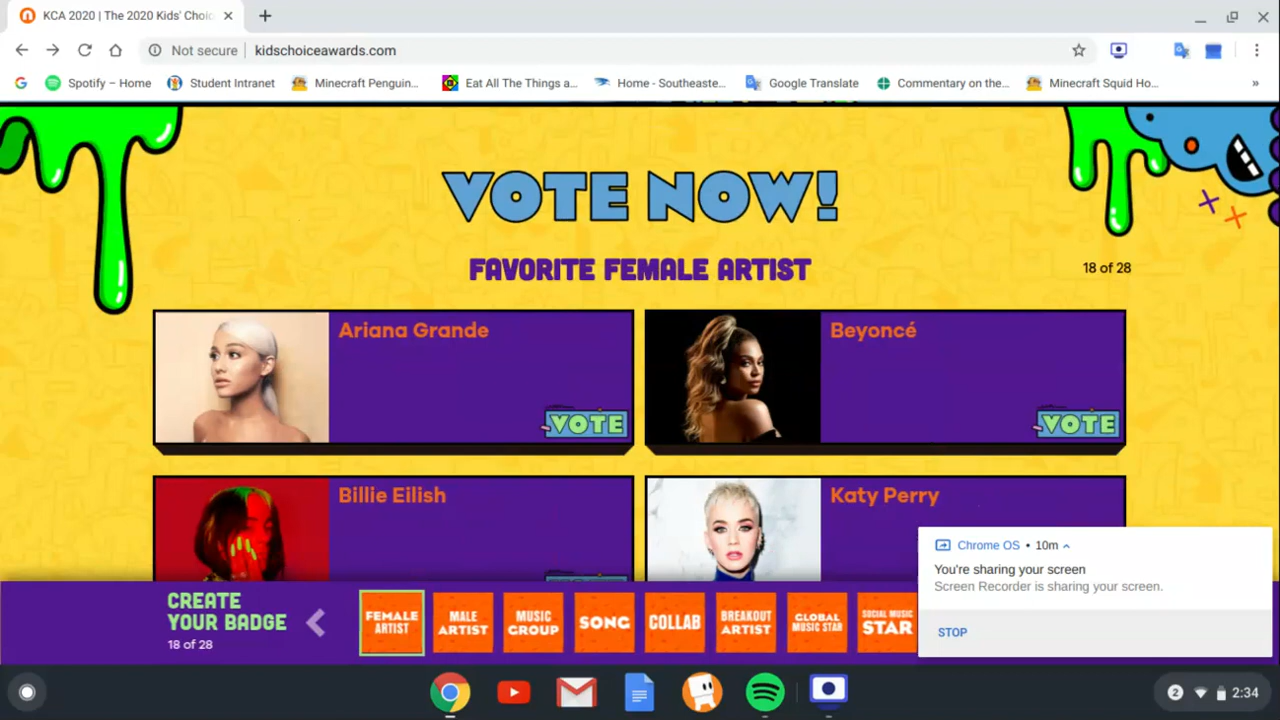 KCA 2020 | The 2020 Kids' Choic
Not secure | kidschoiceawards.com
Spotify – Home
Student Intranet
Minecraft Penguin...
Eat All The Things a...
Home - Southeaste...
Google Translate
Commentary on the...
Minecraft Squid Ho...
»
VOTE NOW!
FAVORITE FEMALE ARTIST
18 of 28
Ariana Grande
VOTE
Beyoncé
VOTE
Billie Eilish
Katy Perry
Chrome OS • 10m
You're sharing your screen
Screen Recorder is sharing your screen.
STOP
CREATE
YOUR BADGE
18 of 28
FEMALE
ARTIST
MALE
ARTIST
MUSIC
GROUP
SONG
COLLAB
BREAKOUT
ARTIST
GLOBAL
MUSIC STAR
SOCIAL MUSIC
STAR
2
2:34